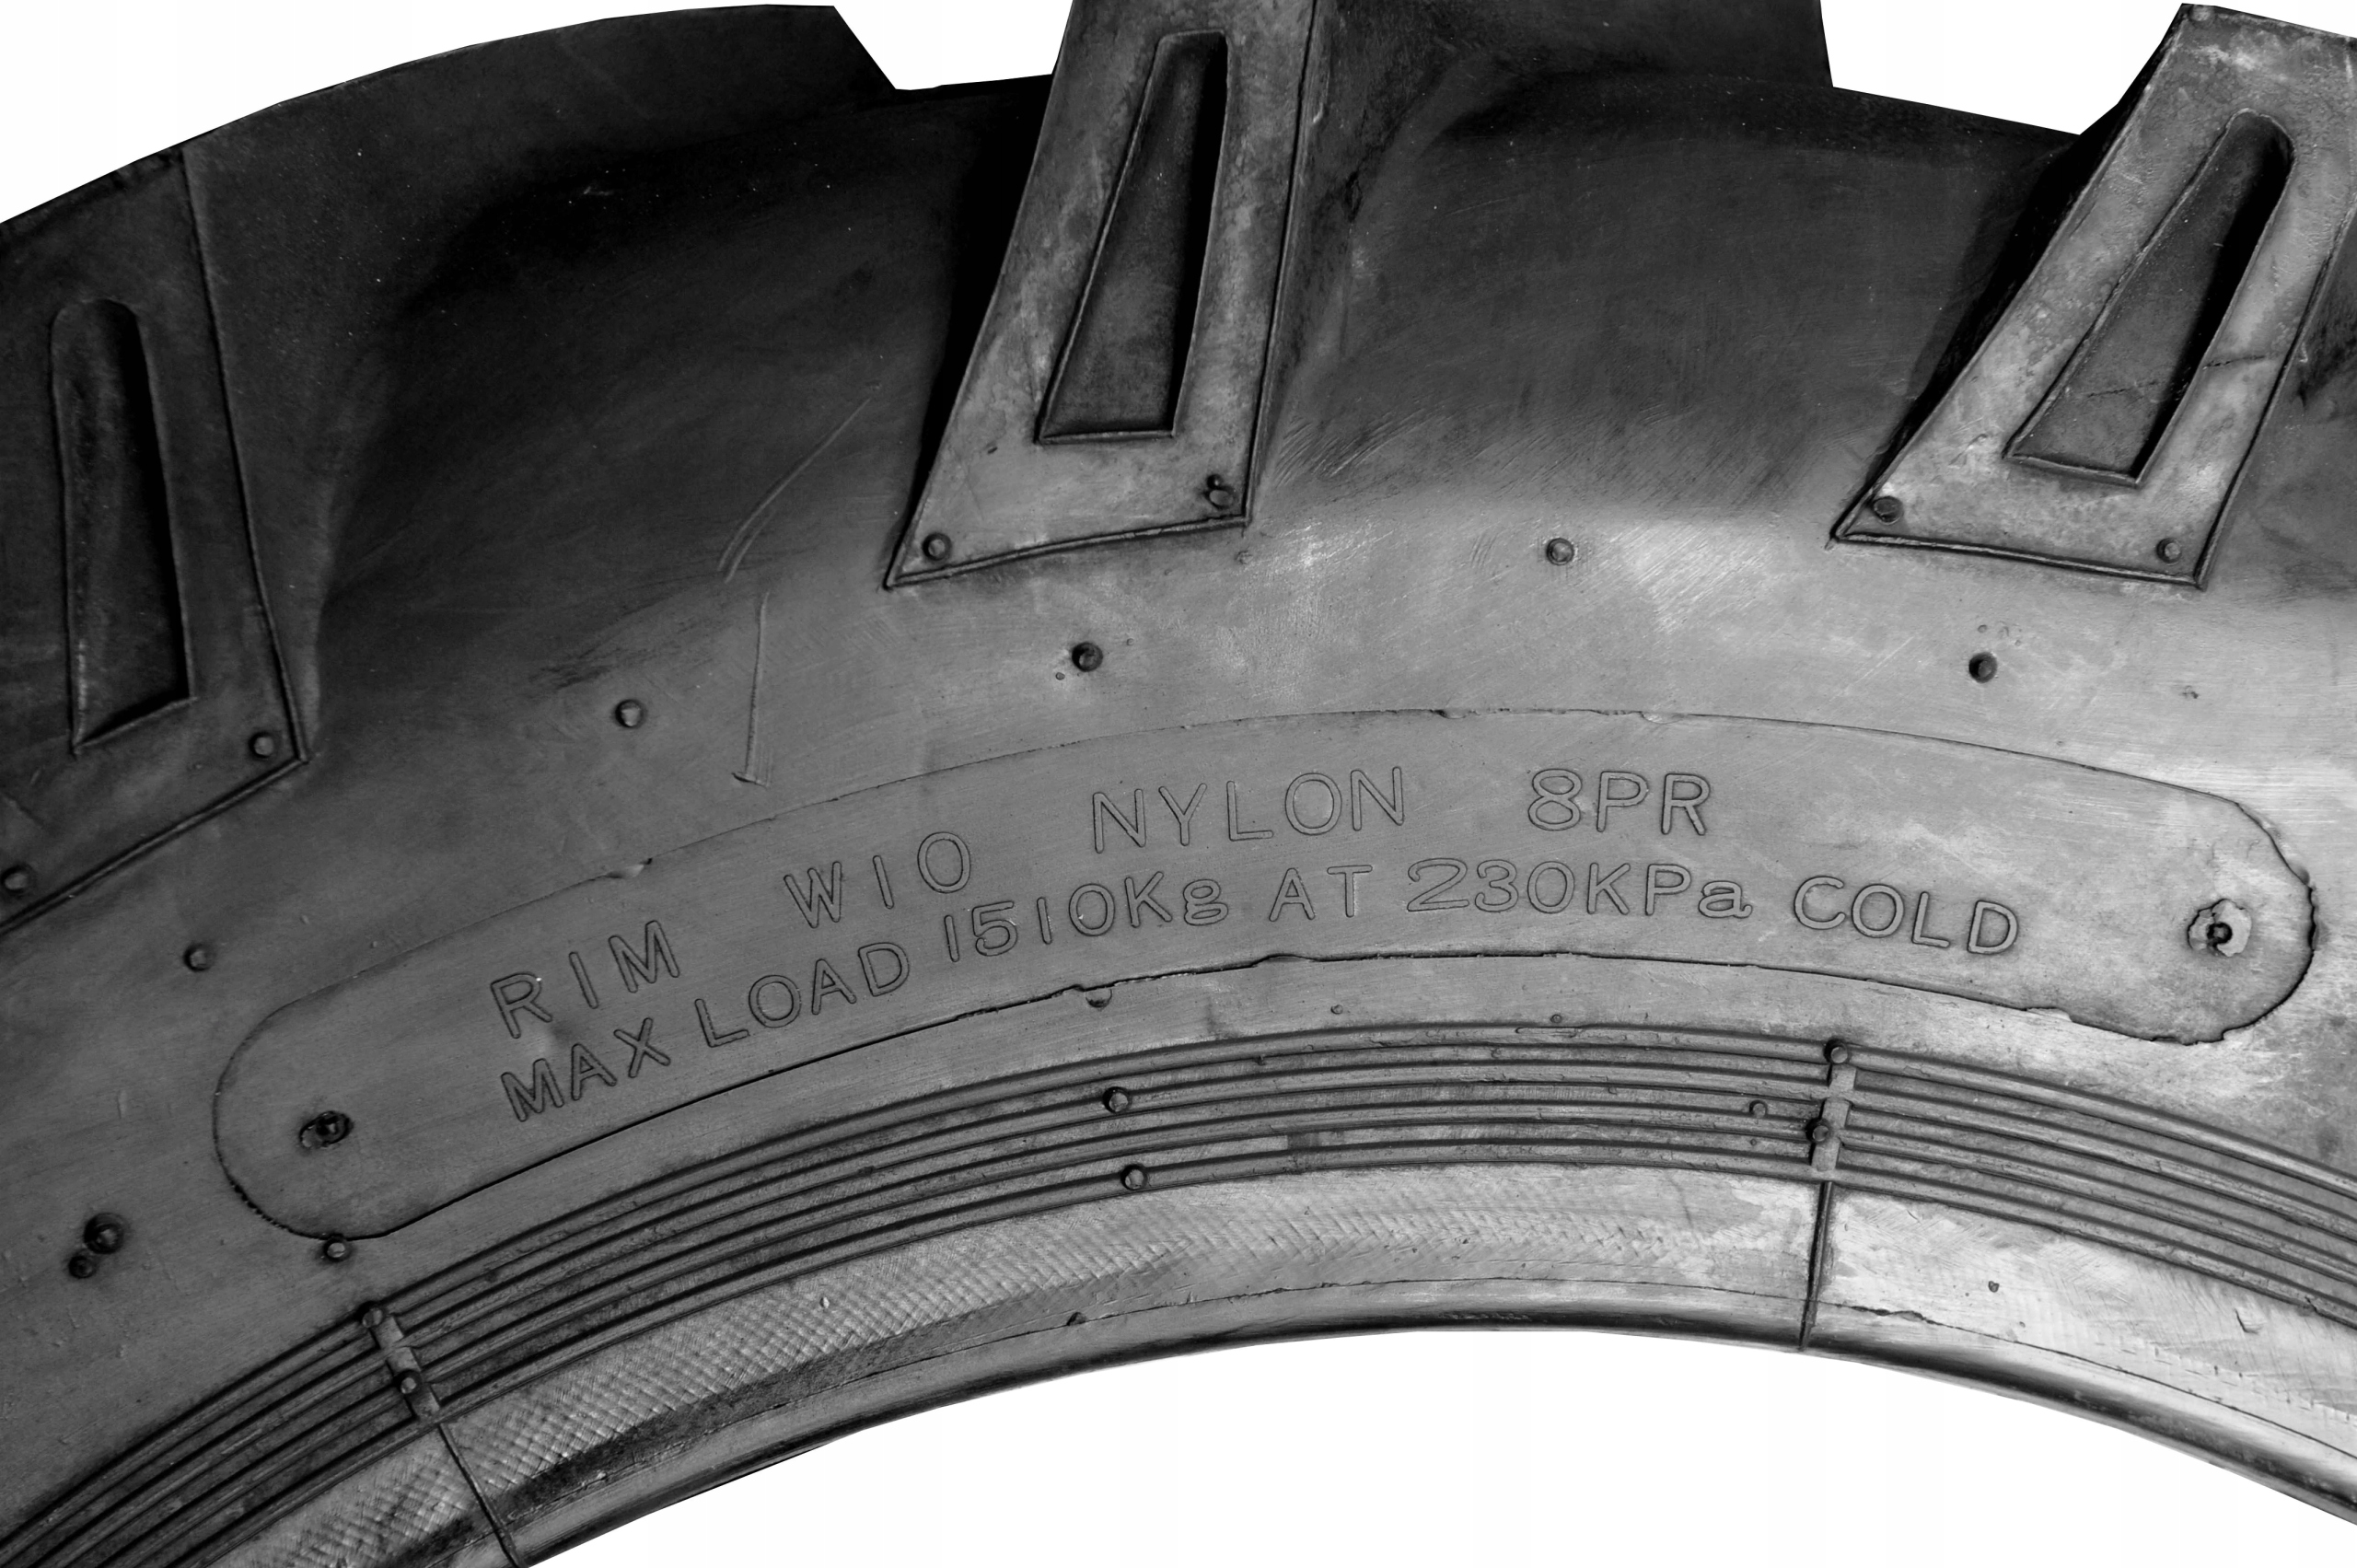 RIM W10 NYLON 8PR
MAX LOAD 1510Kg AT 230KPa COLD